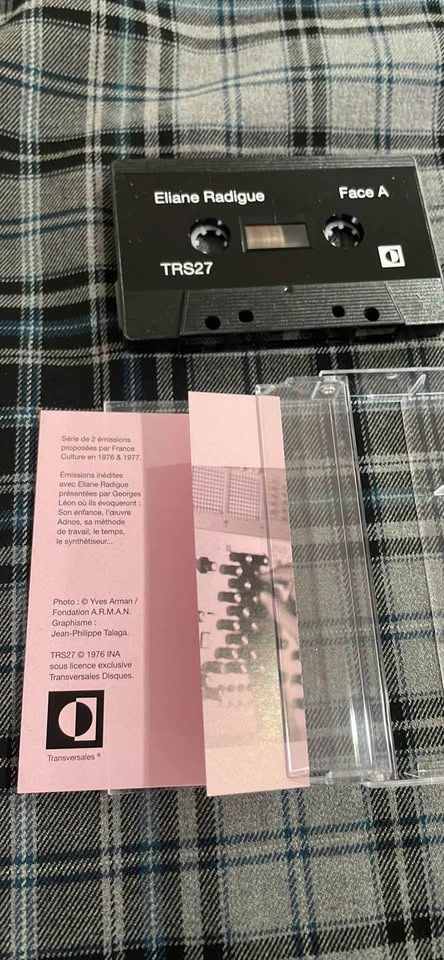 Eliane Radigue
Face A
TRS27
Série de 2 émissions
proposées par France
Culture en 1976 & 1977.
Émissions inédites
avec Eliane Radigue
présentées par Georges
Léon où ils évoqueront :
Son enfance, l'œuvre
Adnos, sa méthode
de travail, le temps,
le synthétiseur...
Photo : © Yves Arman /
Fondation A.R.M.A.N.
Graphisme :
Jean-Philippe Talaga.
TRS27 © 1976 INA
sous licence exclusive
Transversales Disques.
Transversales ®